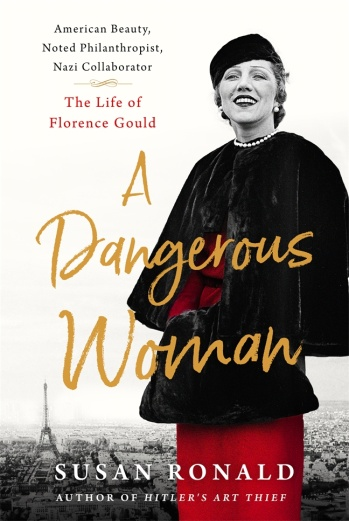 American Beauty,
Noted Philanthropist,
Nazi Collaborator
The Life of
Florence Gould
A
Dangerous
Woman
SUSAN RONALD
AUTHOR OF HITLER'S ART THIEF